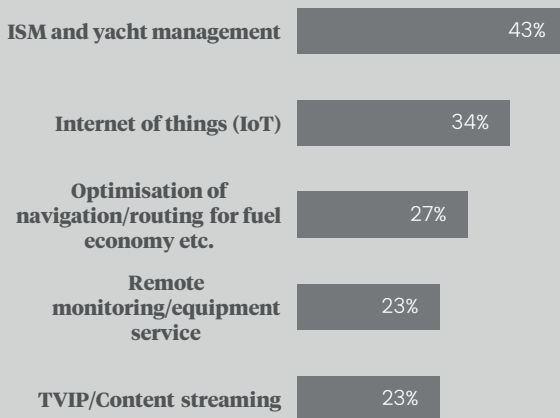 ISM and yacht management
43%
Internet of things (IoT)
34%
Optimisation of
navigation/routing for fuel
economy etc.
27%
Remote
monitoring/equipment
service
23%
TVIP/Content streaming
23%